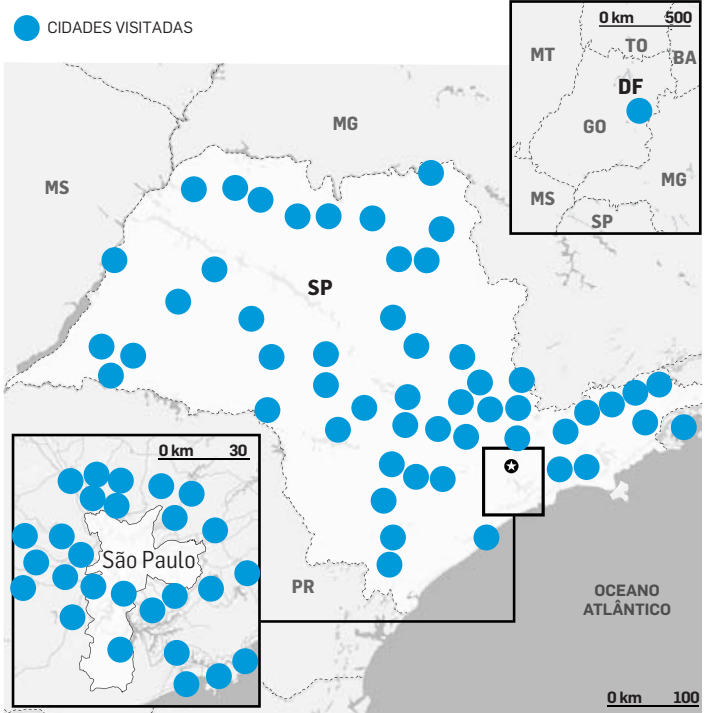 CIDADES VISITADAS
0 km 500
MT
TO
BA
DF
GO
MG
MS
SP
MG
MS
SP
0 km 30
São Paulo
PR
OCEANO
ATLÂNTICO
0 km 100